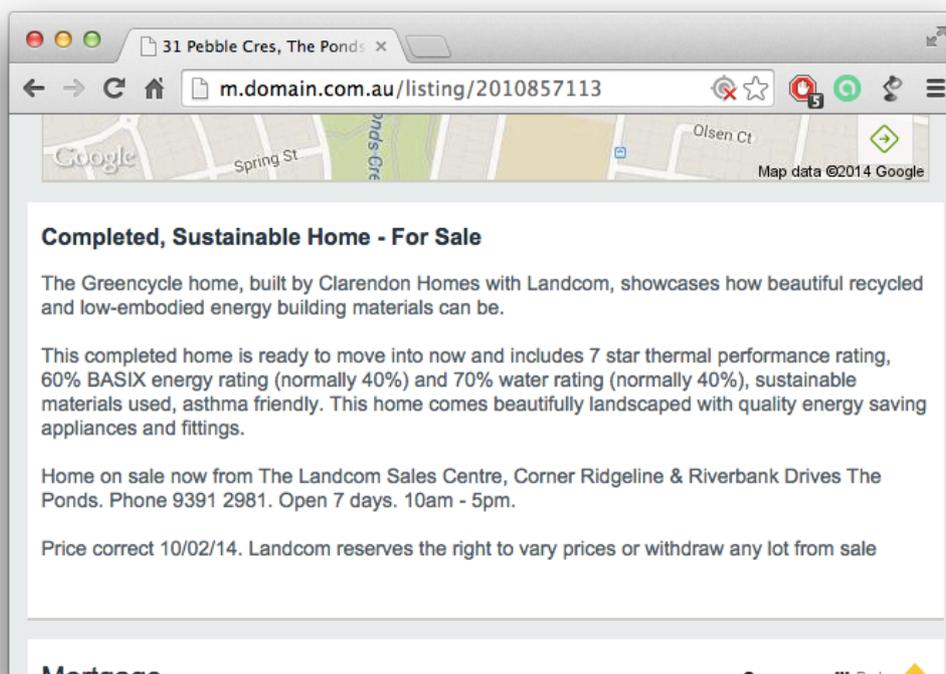 31 Pebble Cres, The Ponds
m.domain.com.au/listing/2010857113
5
Google
Spring St
onds Cre
Olsen Ct
Map data ©2014 Google
Completed, Sustainable Home - For Sale
The Greencycle home, built by Clarendon Homes with Landcom, showcases how beautiful recycled
and low-embodied energy building materials can be.
This completed home is ready to move into now and includes 7 star thermal performance rating,
60% BASIX energy rating (normally 40%) and 70% water rating (normally 40%), sustainable
materials used, asthma friendly. This home comes beautifully landscaped with quality energy saving
appliances and fittings.
Home on sale now from The Landcom Sales Centre, Corner Ridgeline & Riverbank Drives The
Ponds. Phone 9391 2981. Open 7 days. 10am - 5pm.
Price correct 10/02/14. Landcom reserves the right to vary prices or withdraw any lot from sale
Mortgage